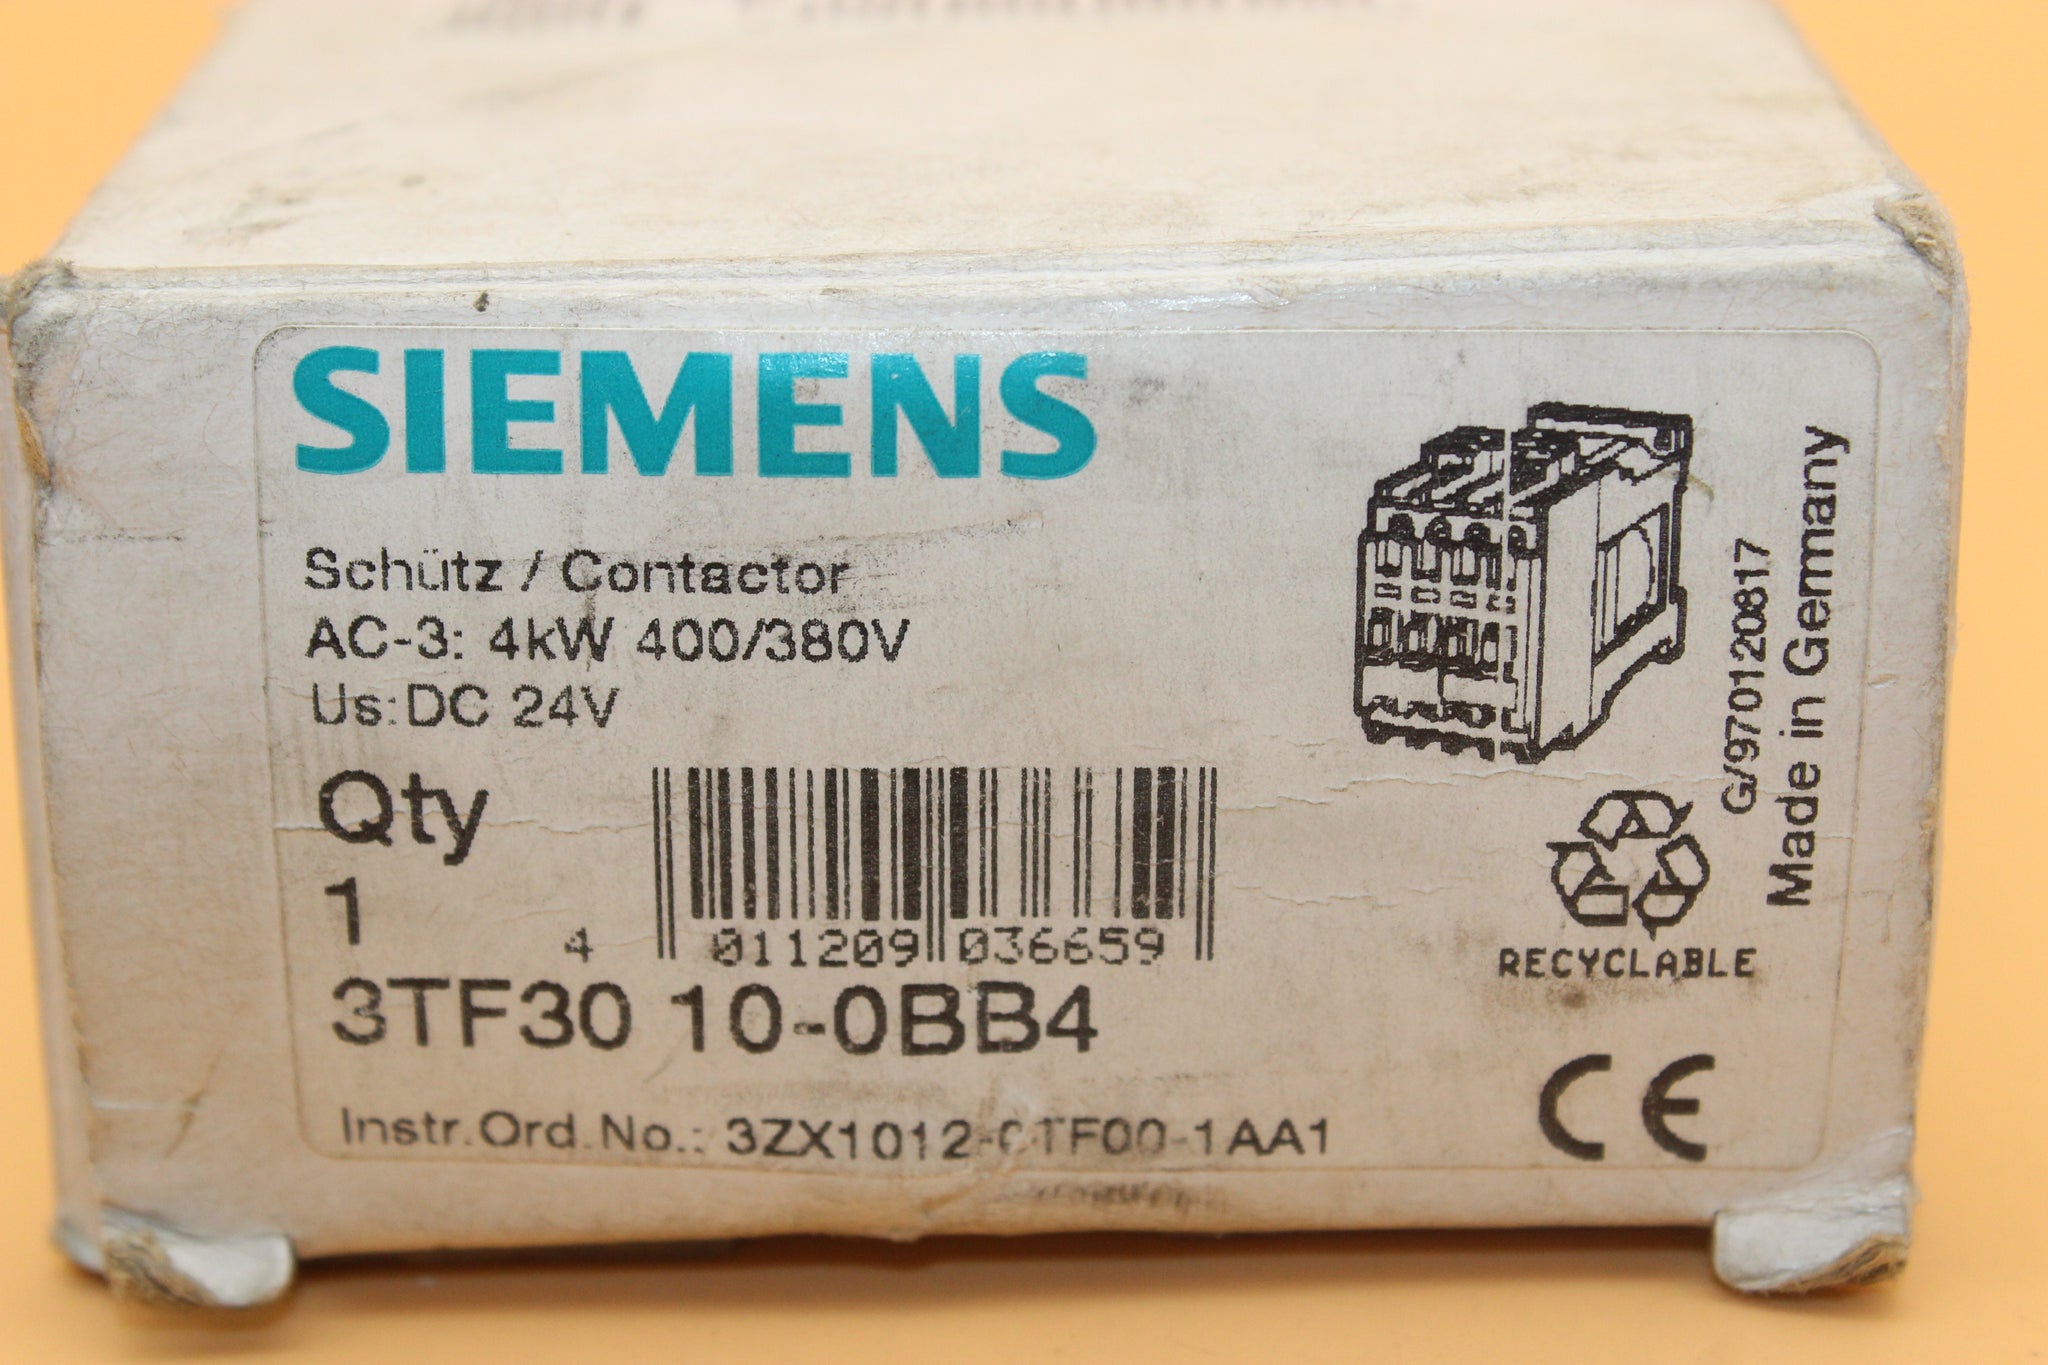 SIEMENS
Schütz / Contactor
AC-3: 4kW 400/380V
Us:DC 24V
Qty
1
4 011209 036659
3TF30 10-0BB4
Instr.Ord.No.: 3ZX1012-0TF00-1AA1
G/970120817
Made in Germany
RECYCLABLE
CE